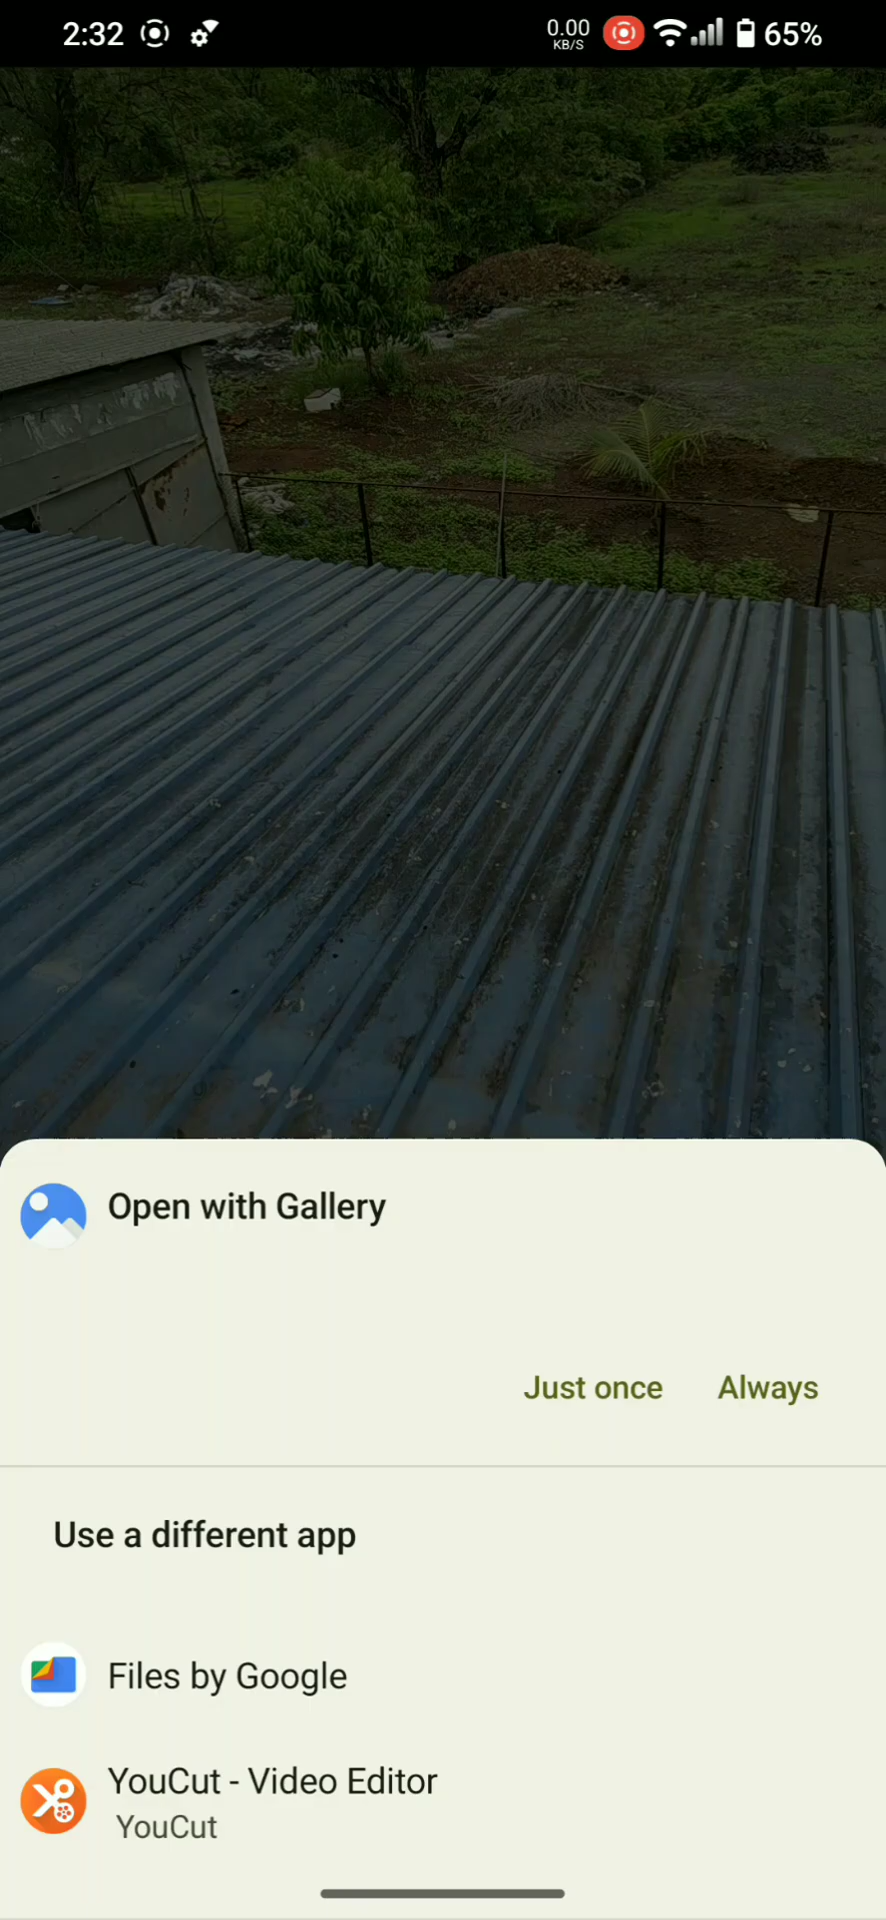 2:32
0.00
KB/S
65%
Open with Gallery
Just once Always
Use a different app
Files by Google
YouCut - Video Editor
YouCut